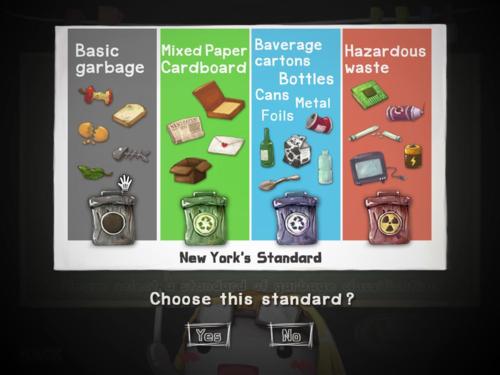 Basic
garbage
Mixed Paper
Cardboard
Baverage
cartons
Bottles
Cans
Metal
Foils
Hazardous
waste
NEWSPAPER
New York's Standard
Choose this standard?
Yes
No